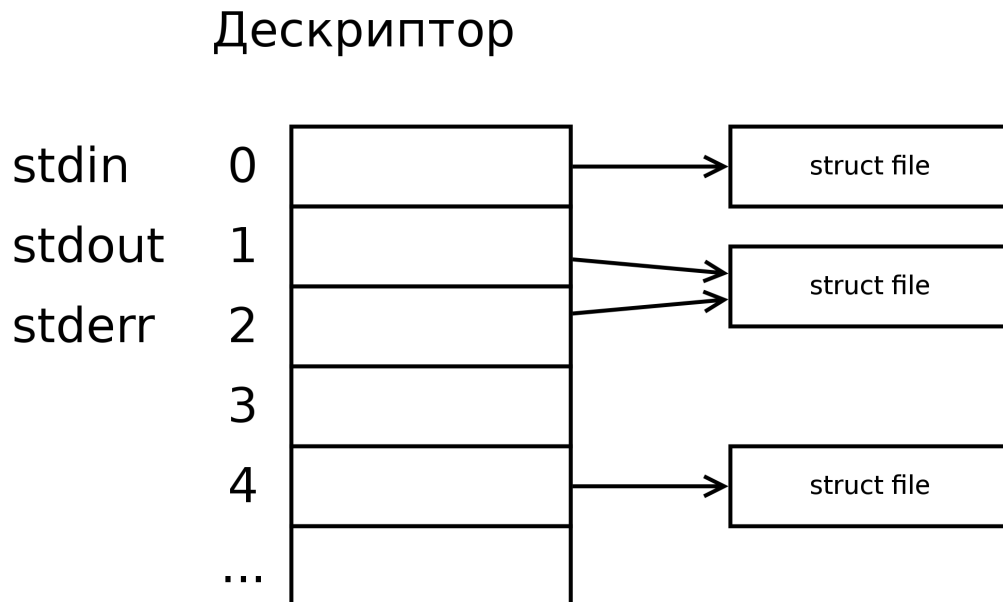 Дескриптор
stdin 0 struct file
stdout 1
struct file
stderr 2
3
4 struct file
...